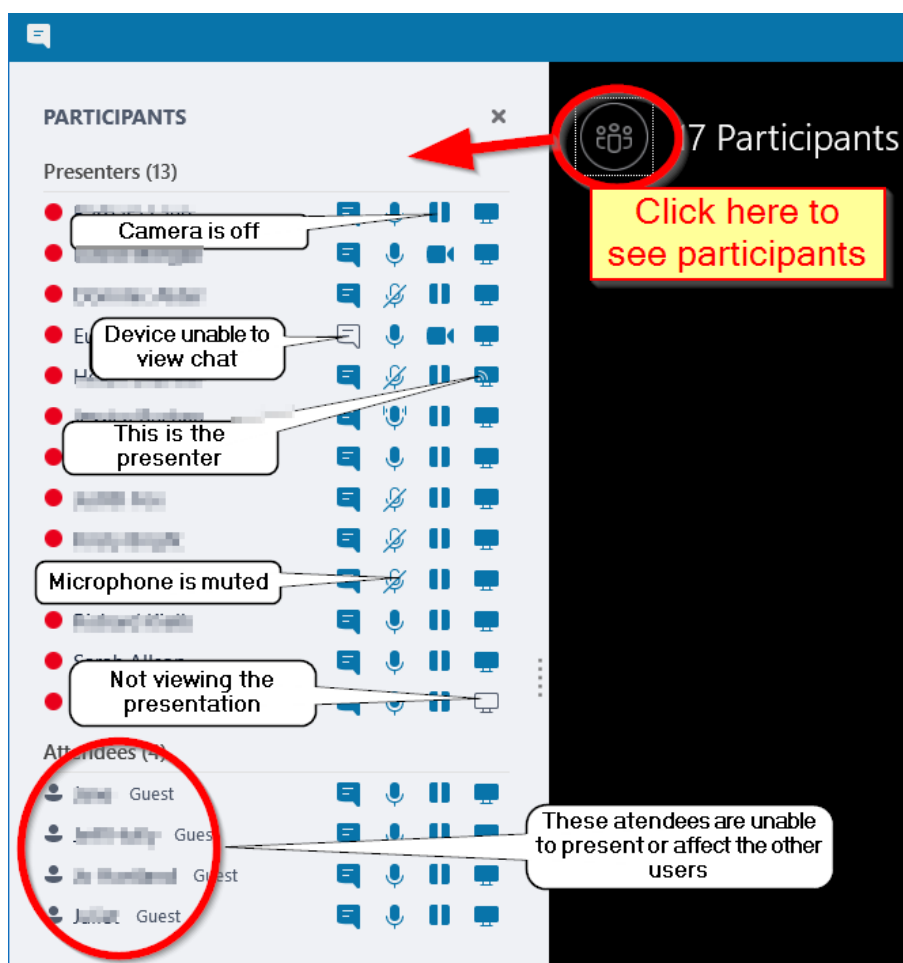 PARTICIPANTS
17 Participants
Click here to
see participants
Presenters (13)
Camera is off
Device unable to
view chat
This is the
presenter
Microphone is muted
Not viewing the
presentation
Attendees (4)
Guest
Guest
Guest
Guest
These atendees are unable
to present or affect the other
users